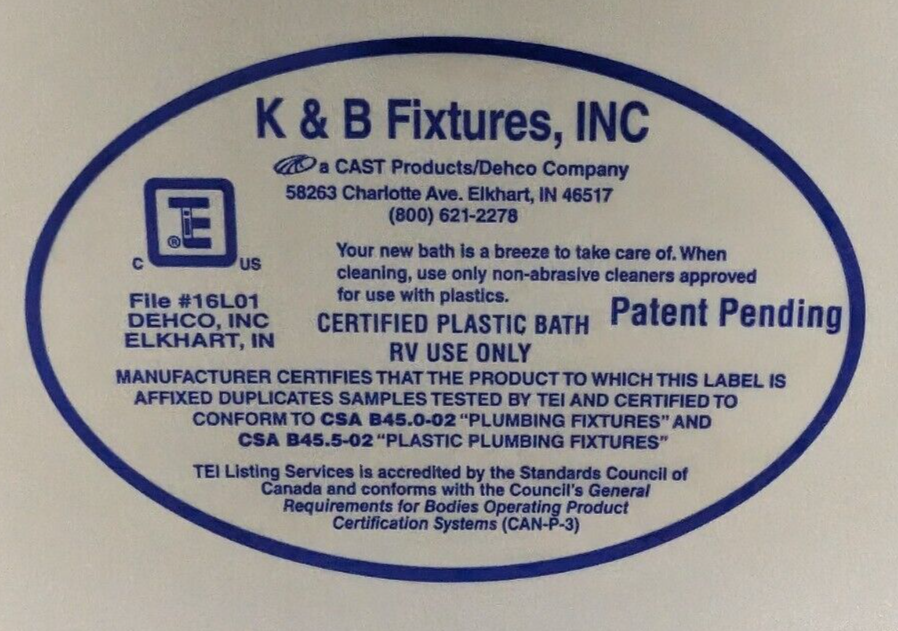 K & B Fixtures, INC
a CAST Products/Dehco Company
58263 Charlotte Ave. Elkhart, IN 46517
(800) 621-2278
TEi
®
C US
File #16L01
DEHCO, INC
ELKHART, IN
Your new bath is a breeze to take care of. When
cleaning, use only non-abrasive cleaners approved
for use with plastics.
Patent Pending
CERTIFIED PLASTIC BATH
RV USE ONLY
MANUFACTURER CERTIFIES THAT THE PRODUCT TO WHICH THIS LABEL IS
AFFIXED DUPLICATES SAMPLES TESTED BY TEI AND CERTIFIED TO
CONFORM TO CSA B45.0-02 “PLUMBING FIXTURES” AND
CSA B45.5-02 “PLASTIC PLUMBING FIXTURES”
TEI Listing Services is accredited by the Standards Council of
Canada and conforms with the Council's General
Requirements for Bodies Operating Product
Certification Systems (CAN-P-3)